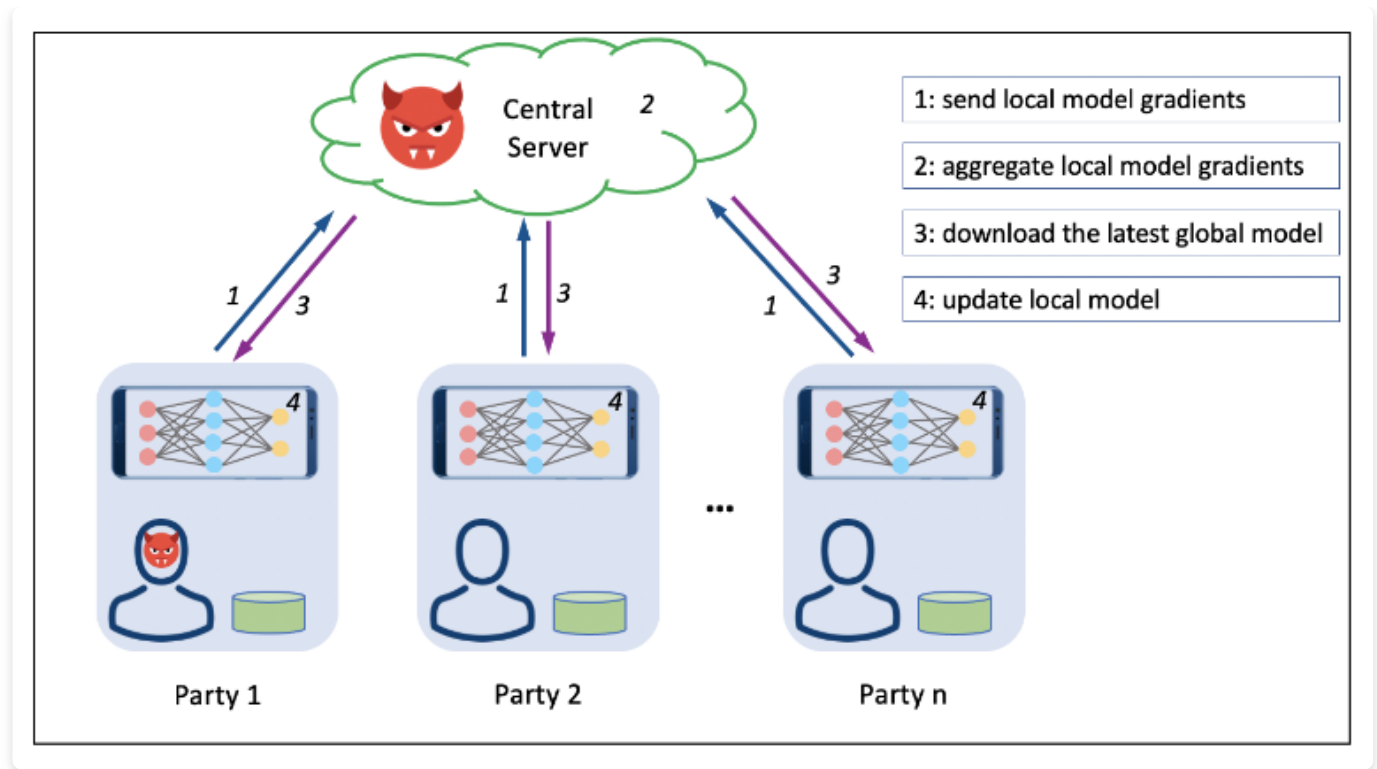 Central
Server
2
1: send local model gradients
2: aggregate local model gradients
3: download the latest global model
4: update local model
1
3
1
3
1
3
4
4
4
...
Party 1
Party 2
Party n